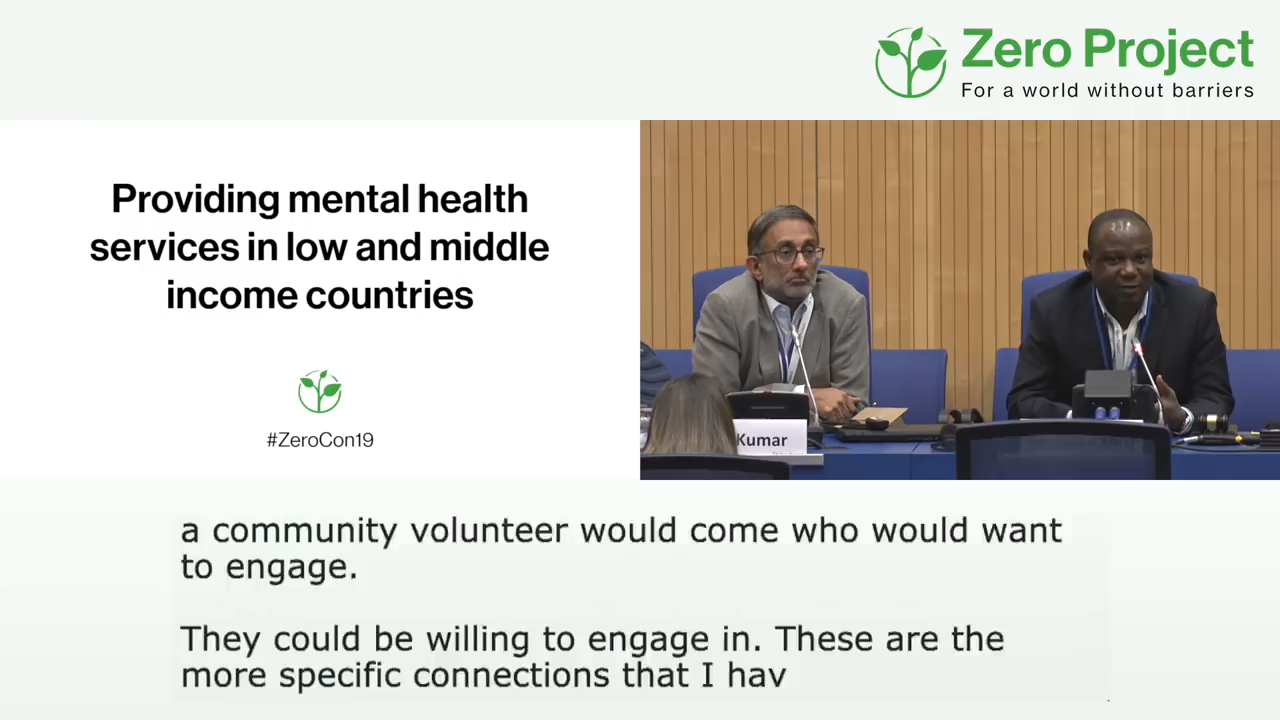 Zero Project
For a world without barriers
Providing mental health
services in low and middle
income countries
#ZeroCon19
Kumar
a community volunteer would come who would want
to engage.
They could be willing to engage in. These are the
more specific connections that I hav